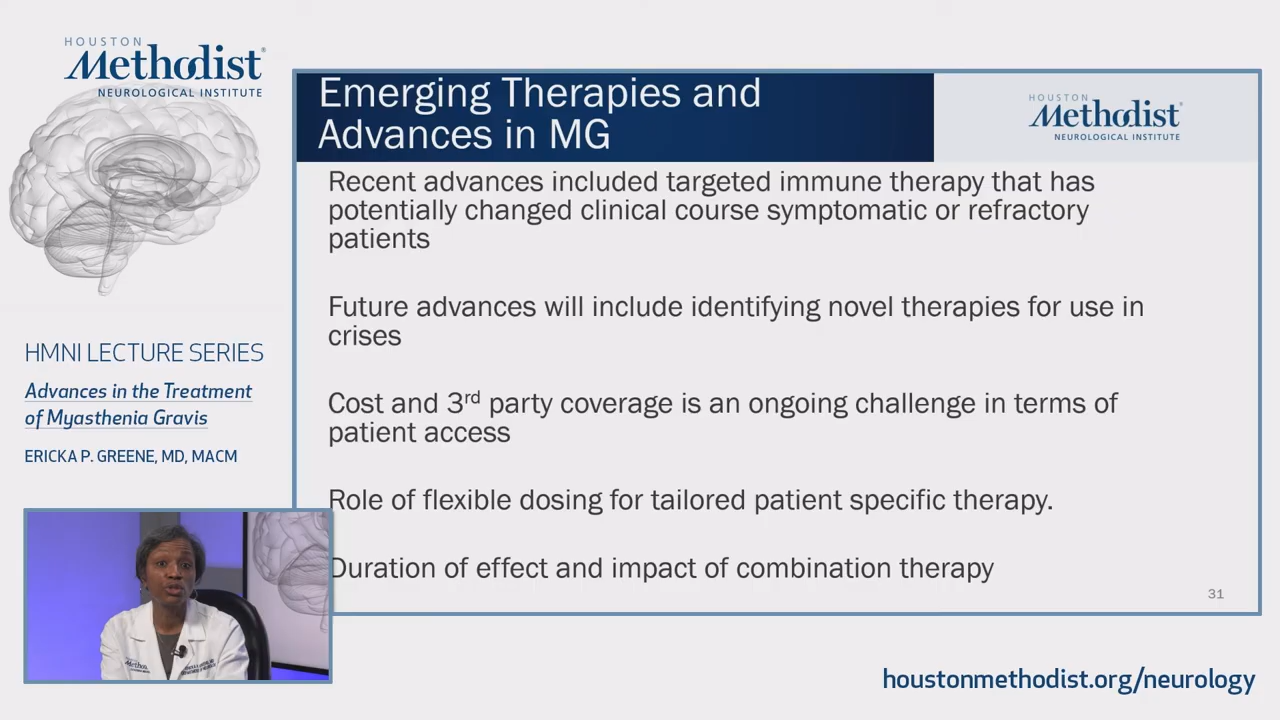 HOUSTON
Methodist®
NEUROLOGICAL INSTITUTE
HMNI LECTURE SERIES
Advances in the Treatment
of Myasthenia Gravis
ERICKA P. GREENE, MD, MACM
Emerging Therapies and
Advances in MG
HOUSTON
Methodist®
NEUROLOGICAL INSTITUTE
Recent advances included targeted immune therapy that has
potentially changed clinical course symptomatic or refractory
patients
Future advances will include identifying novel therapies for use in
crises
Cost and 3rd party coverage is an ongoing challenge in terms of
patient access
Role of flexible dosing for tailored patient specific therapy.
Duration of effect and impact of combination therapy
31
houstonmethodist.org/neurology